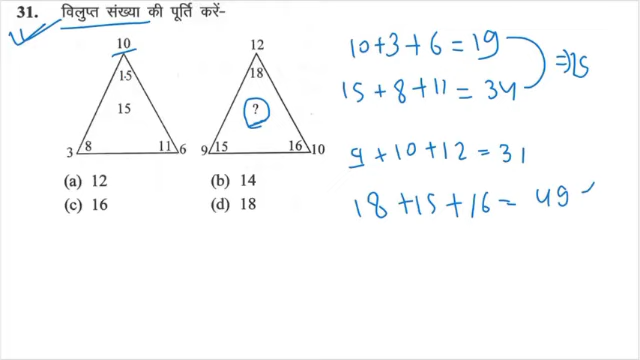 31. विलुप्त संख्या की पूर्ति करें-
10
15
15
3 8 11 6
12
18
?
9 15 16 10
(a) 12 (b) 14
(c) 16 (d) 18
10+3+6=19
15+8+11=34
⇒15
9+10+12=31
18+15+16=49